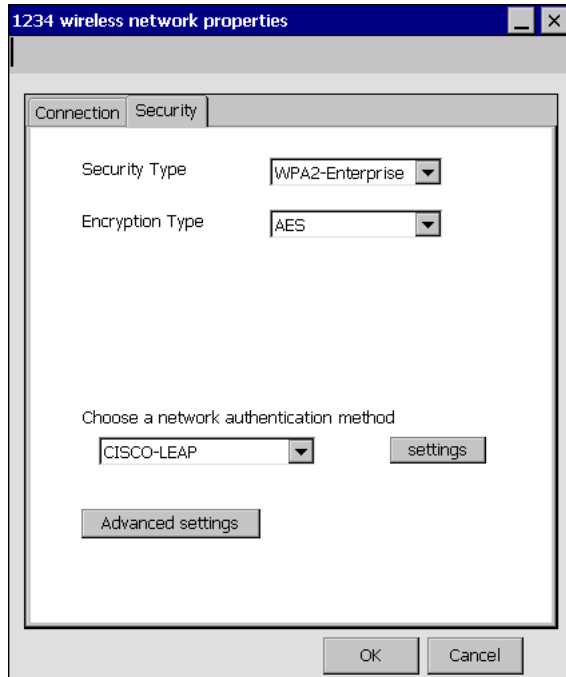 1234 wireless network properties
Connection
Security
Security Type
WPA2-Enterprise
Encryption Type
AES
Choose a network authentication method
CISCO-LEAP
settings
Advanced settings
OK
Cancel